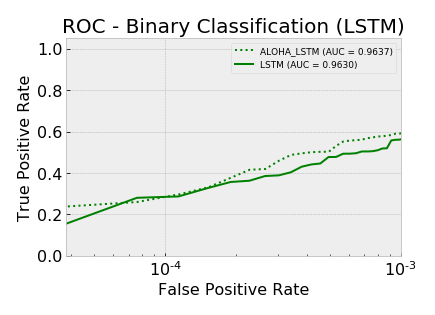 ROC - Binary Classification (LSTM)
ALOHA_LSTM (AUC = 0.9637)
LSTM (AUC = 0.9630)
1.0
0.8
0.6
0.4
0.2
0.0
True Positive Rate
10⁻⁴ 10⁻³
False Positive Rate